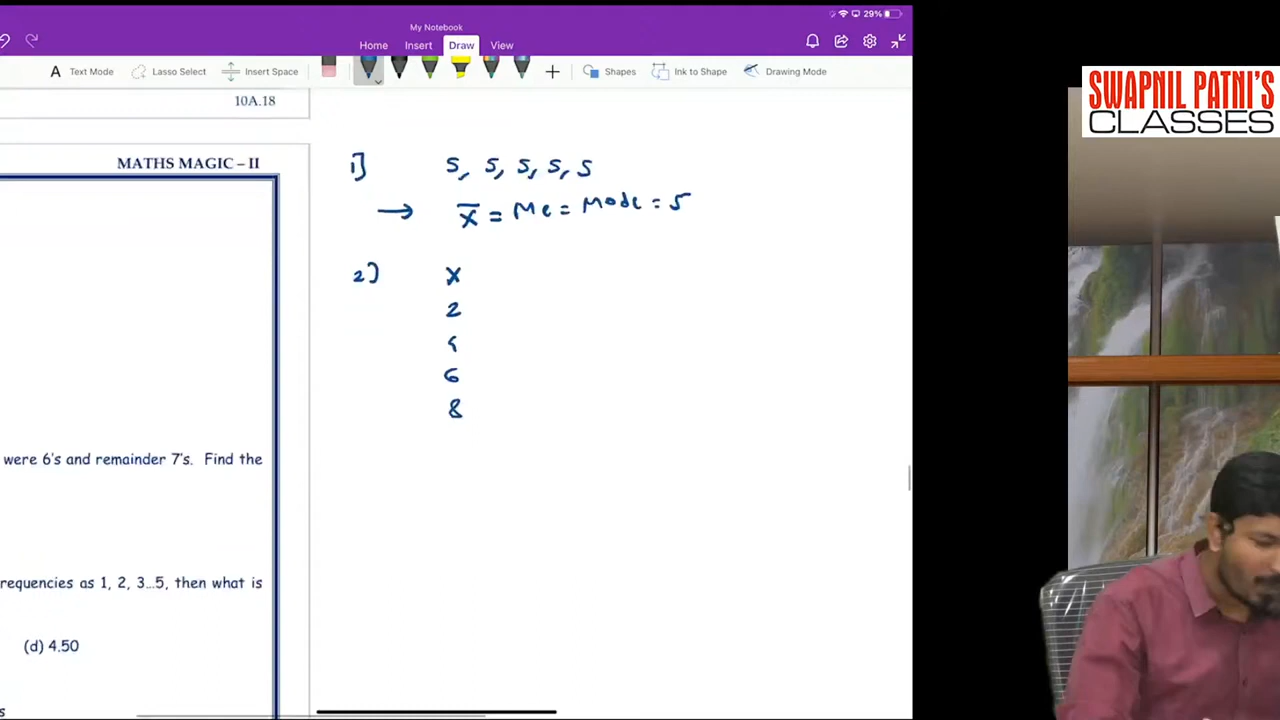 29%
My Notebook
Home Insert Draw View
Text Mode Lasso Select Insert Space + Shapes Ink to Shape Drawing Mode
SWAPNIL PATNI'S
CLASSES
10A.18
MATHS MAGIC – II
1] 5, 5, 5, 5, 5
→ x̄ = Me = Mode = 5
2) X
2
4
6
8
were 6's and remainder 7's. Find the
requencies as 1, 2, 3...5, then what is
(d) 4.50
s